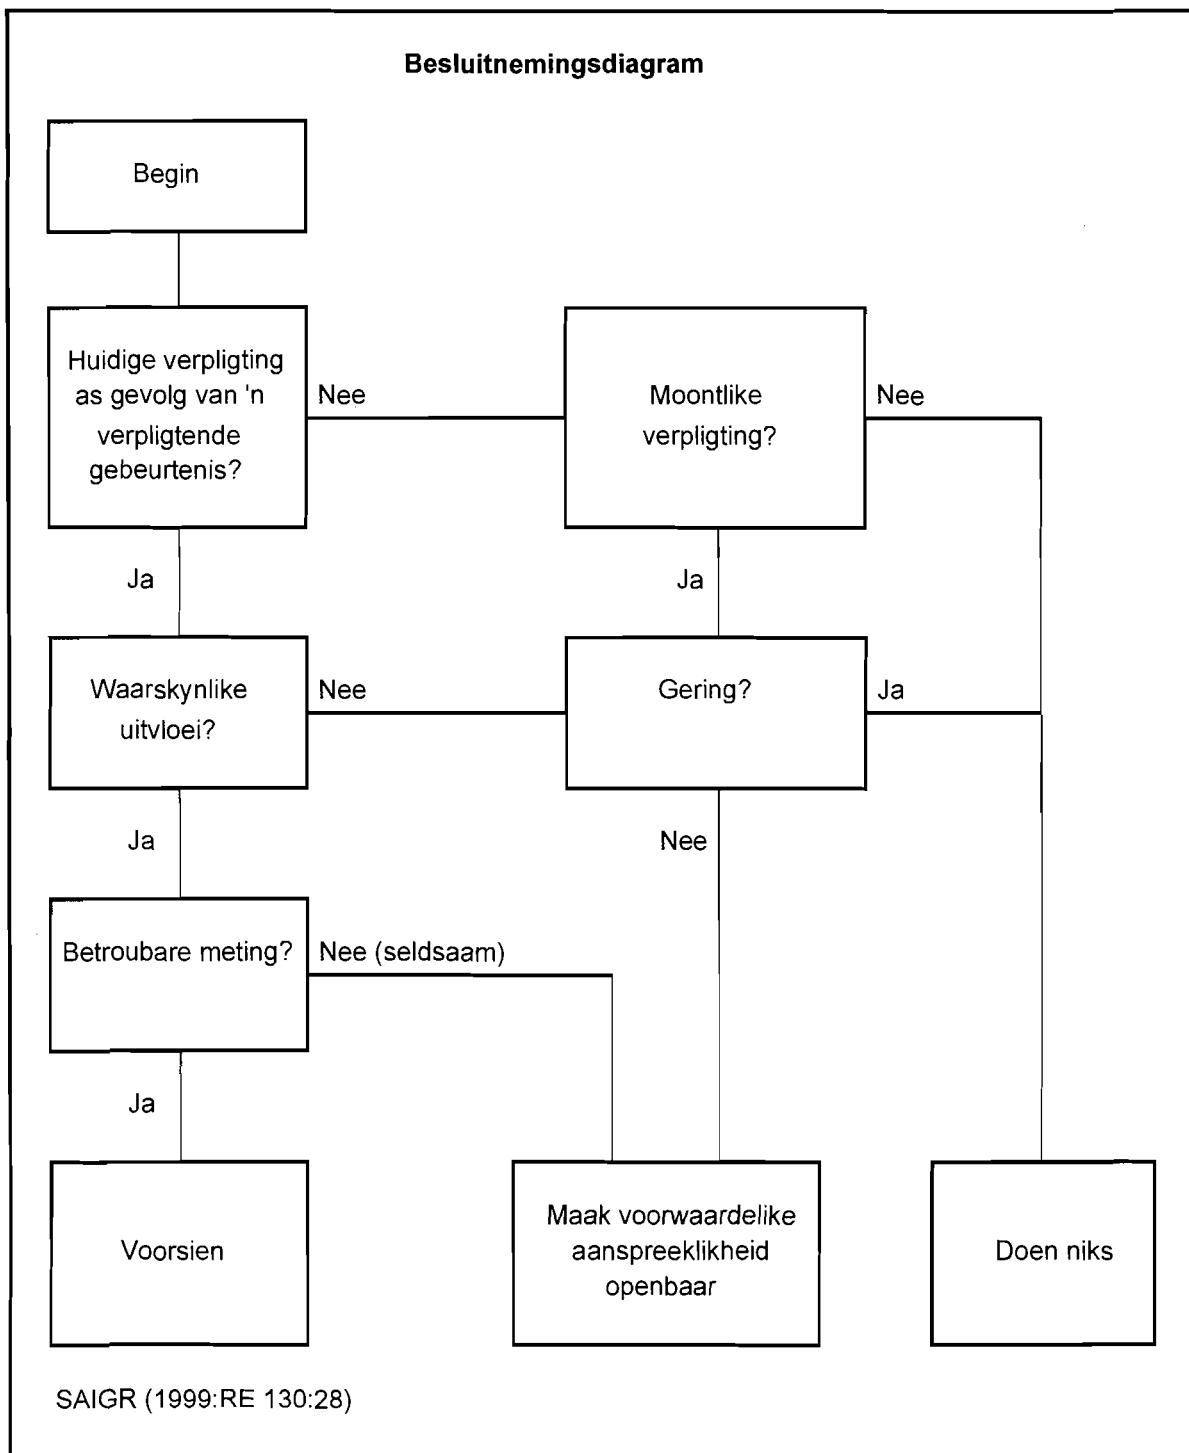 Besluitnemingsdiagram
Begin
Huidige verpligting
as gevolg van 'n
verpligtende
gebeurtenis?
Nee
Moontlike
verpligting?
Nee
Ja
Ja
Waarskynlike
uitvloei?
Nee
Gering?
Ja
Ja
Nee
Betroubare meting?
Nee (seldsaam)
Ja
Voorsien
Maak voorwaardelike
aanspreeklikheid
openbaar
Doen niks
SAIGR (1999:RE 130:28)